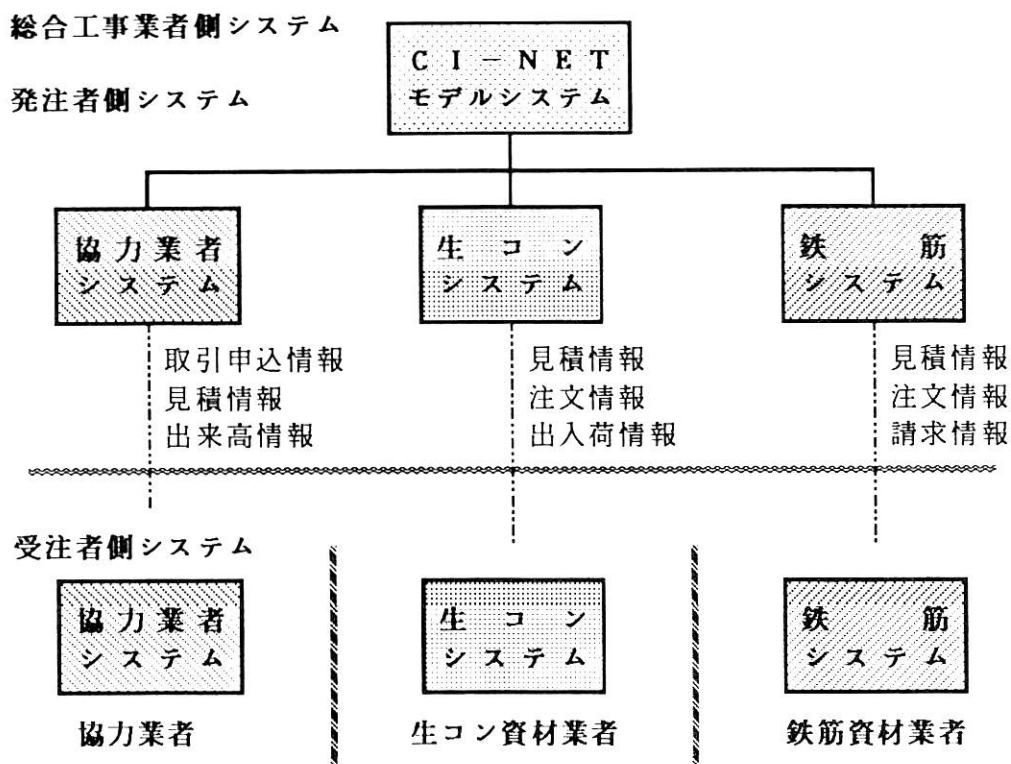 総合工事業者側システム
CI-NET
モデルシステム
発注者側システム
協力業者
システム
生コン
システム
鉄筋
システム
取引申込情報
見積情報
出来高情報
見積情報
注文情報
出入荷情報
見積情報
注文情報
請求情報
受注者側システム
協力業者
システム
生コン
システム
鉄筋
システム
協力業者
生コン資材業者
鉄筋資材業者